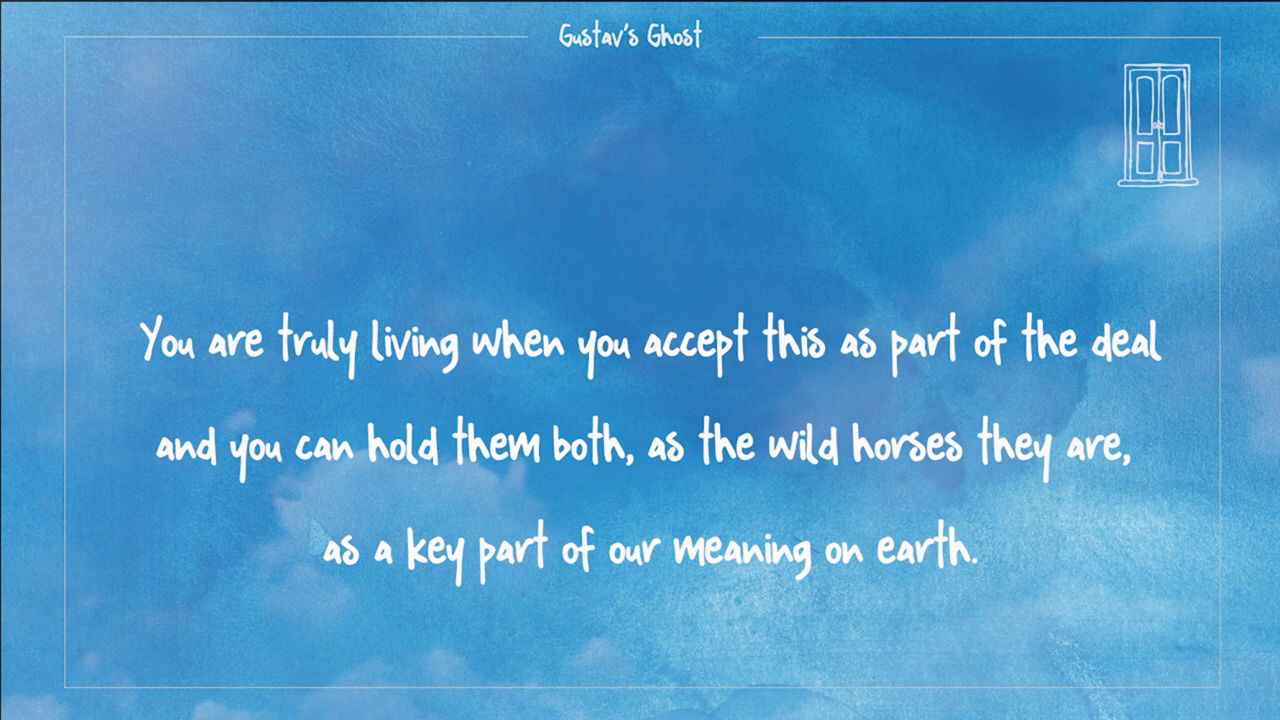 Gustav's Ghost
You are truly living when you accept this as part of the deal
and you can hold them both, as the wild horses they are,
as a key part of our meaning on earth.